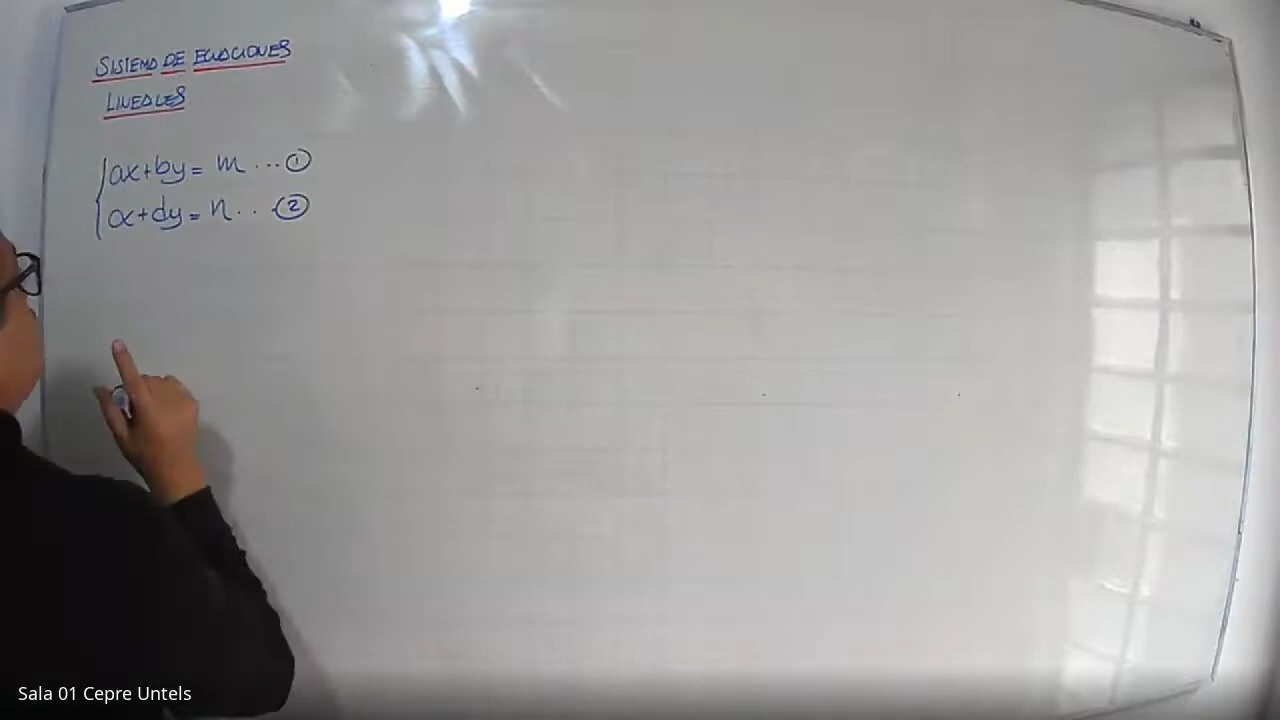 SISTEMA DE ECUACIONES
LINEALES
ax+by = m ... ①
cx+dy = n ... ②
Sala 01 Cepre Untels